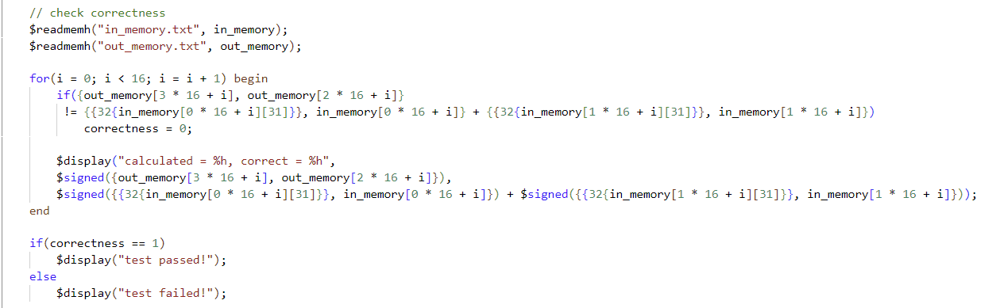 // check correctness
$readmemh("in_memory.txt", in_memory);
$readmemh("out_memory.txt", out_memory);
for(i = 0; i < 16; i = i + 1) begin
if({out_memory[3 * 16 + i], out_memory[2 * 16 + i]}
!= {{32{in_memory[0 * 16 + i][31]}}, in_memory[0 * 16 + i]} + {{32{in_memory[1 * 16 + i][31]}}, in_memory[1 * 16 + i]})
correctness = 0;
$display("calculated = %h, correct = %h",
$signed({out_memory[3 * 16 + i], out_memory[2 * 16 + i]}),
$signed({{32{in_memory[0 * 16 + i][31]}}, in_memory[0 * 16 + i]}) + $signed({{32{in_memory[1 * 16 + i][31]}}, in_memory[1 * 16 + i]}));
end
if(correctness == 1)
$display("test passed!");
else
$display("test failed!");